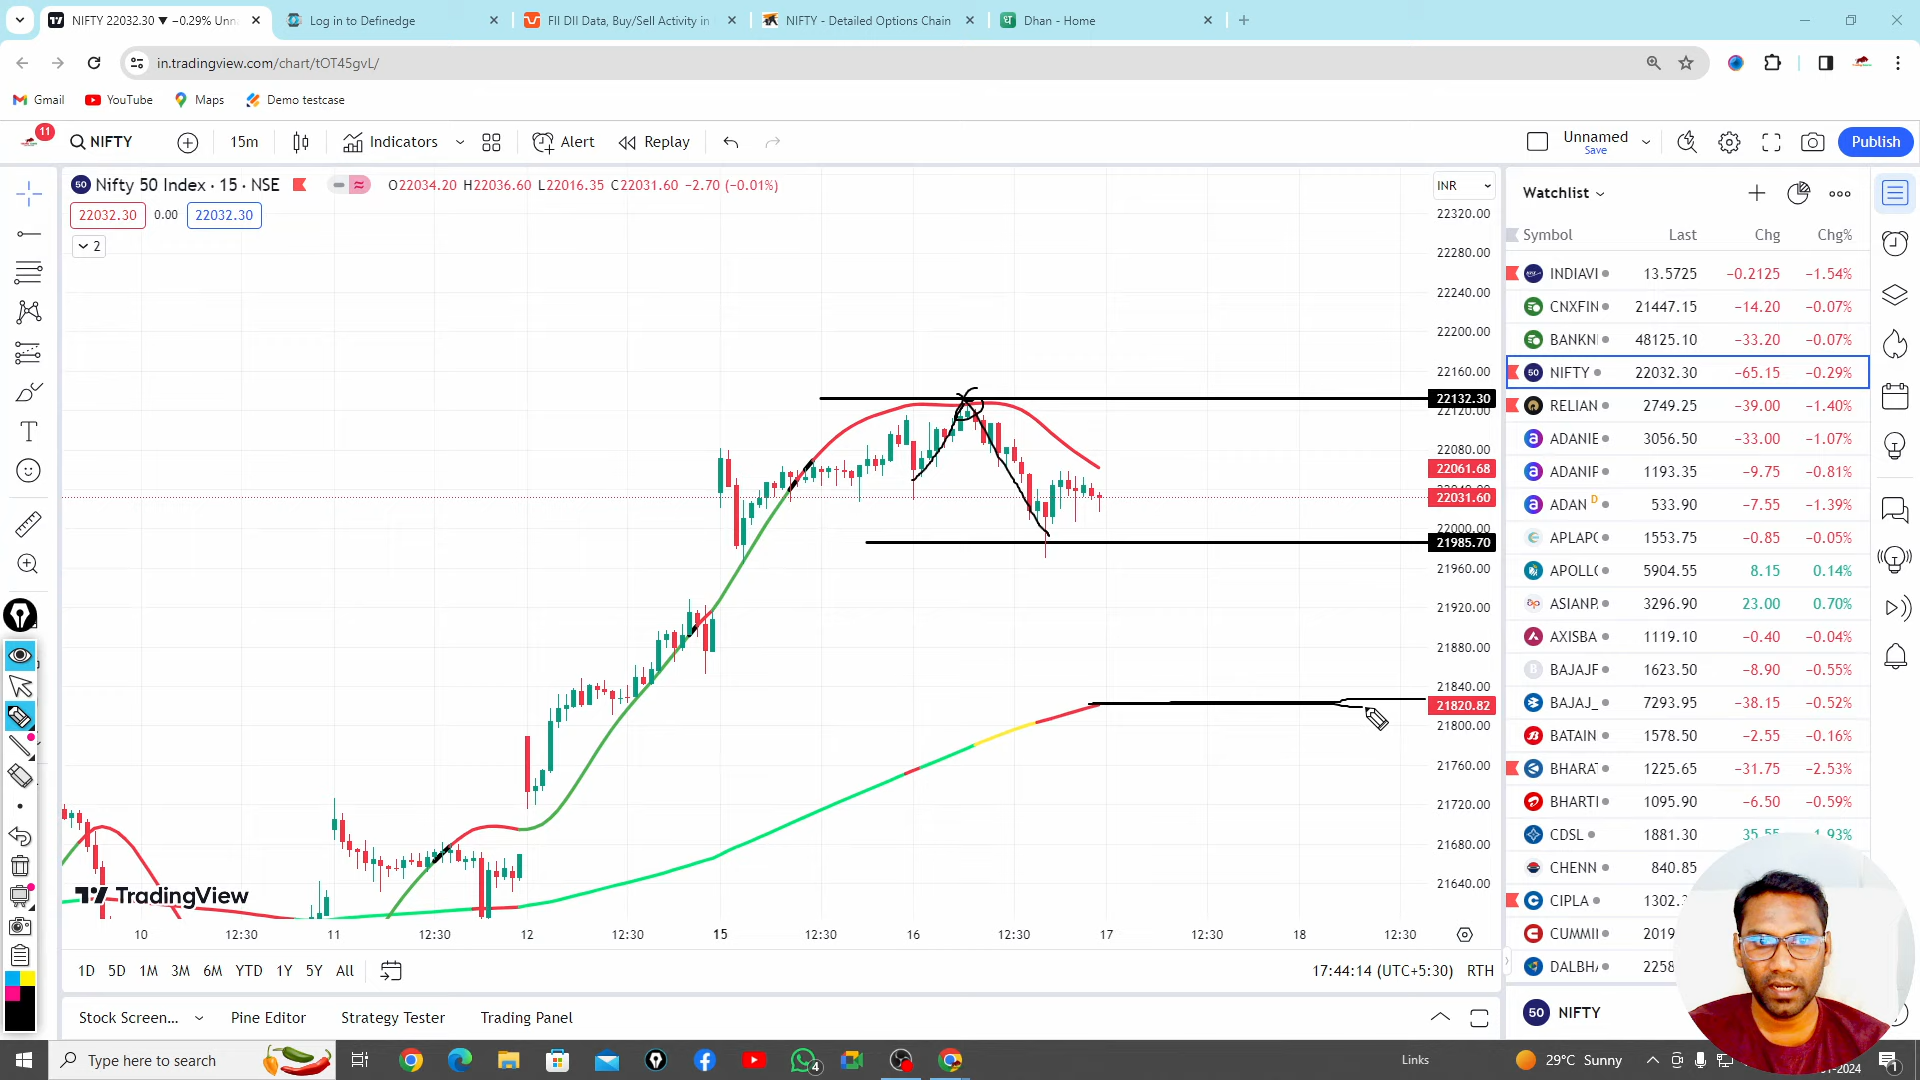 NIFTY 22032.30 ▼ −0.29% Unn
Log in to Definedge
FII DII Data, Buy/Sell Activity in
NIFTY - Detailed Options Chain
Dhan - Home
in.tradingview.com/chart/tOT45gvL/
Gmail
YouTube
Maps
Demo testcase
11
NIFTY
15m
Indicators
Alert
Replay
Unnamed
Save
Publish
Nifty 50 Index · 15 · NSE
O22034.20 H22036.60 L22016.35 C22031.60 −2.70 (−0.01%)
22032.30 0.00 22032.30
2
INR
22320.00
22280.00
22240.00
22200.00
22160.00
22132.30
22120.00
22080.00
22061.68
22031.60
22000.00
21985.70
21960.00
21920.00
21880.00
21840.00
21820.82
21800.00
21760.00
21720.00
21680.00
21640.00
TradingView
10 12:30 11 12:30 12 12:30 15 12:30 16 12:30 17 12:30 18 12:30
1D 5D 1M 3M 6M YTD 1Y 5Y All
17:44:14 (UTC+5:30) RTH
Stock Screen... Pine Editor Strategy Tester Trading Panel
Watchlist
Symbol Last Chg Chg%
INDIAVI 13.5725 −0.2125 −1.54%
CNXFIN 21447.15 −14.20 −0.07%
BANKN 48125.10 −33.20 −0.07%
50 NIFTY 22032.30 −65.15 −0.29%
RELIAN 2749.25 −39.00 −1.40%
ADANIE 3056.50 −33.00 −1.07%
ADANIP 1193.35 −9.75 −0.81%
ADAN D 533.90 −7.55 −1.39%
APLAPC 1553.75 −0.85 −0.05%
APOLLC 5904.55 8.15 0.14%
ASIANP 3296.90 23.00 0.70%
AXISBA 1119.10 −0.40 −0.04%
BAJAJF 1623.50 −8.90 −0.55%
BAJAJ_ 7293.95 −38.15 −0.52%
BATAIN 1578.50 −2.55 −0.16%
BHARAT 1225.65 −31.75 −2.53%
BHARTI 1095.90 −6.50 −0.59%
CDSL 1881.30 35.55 1.93%
CHENN 840.85
CIPLA 1302.
CUMMII 2019
DALBH 2258
50 NIFTY
Type here to search
4
Links
29°C Sunny
-2024
1